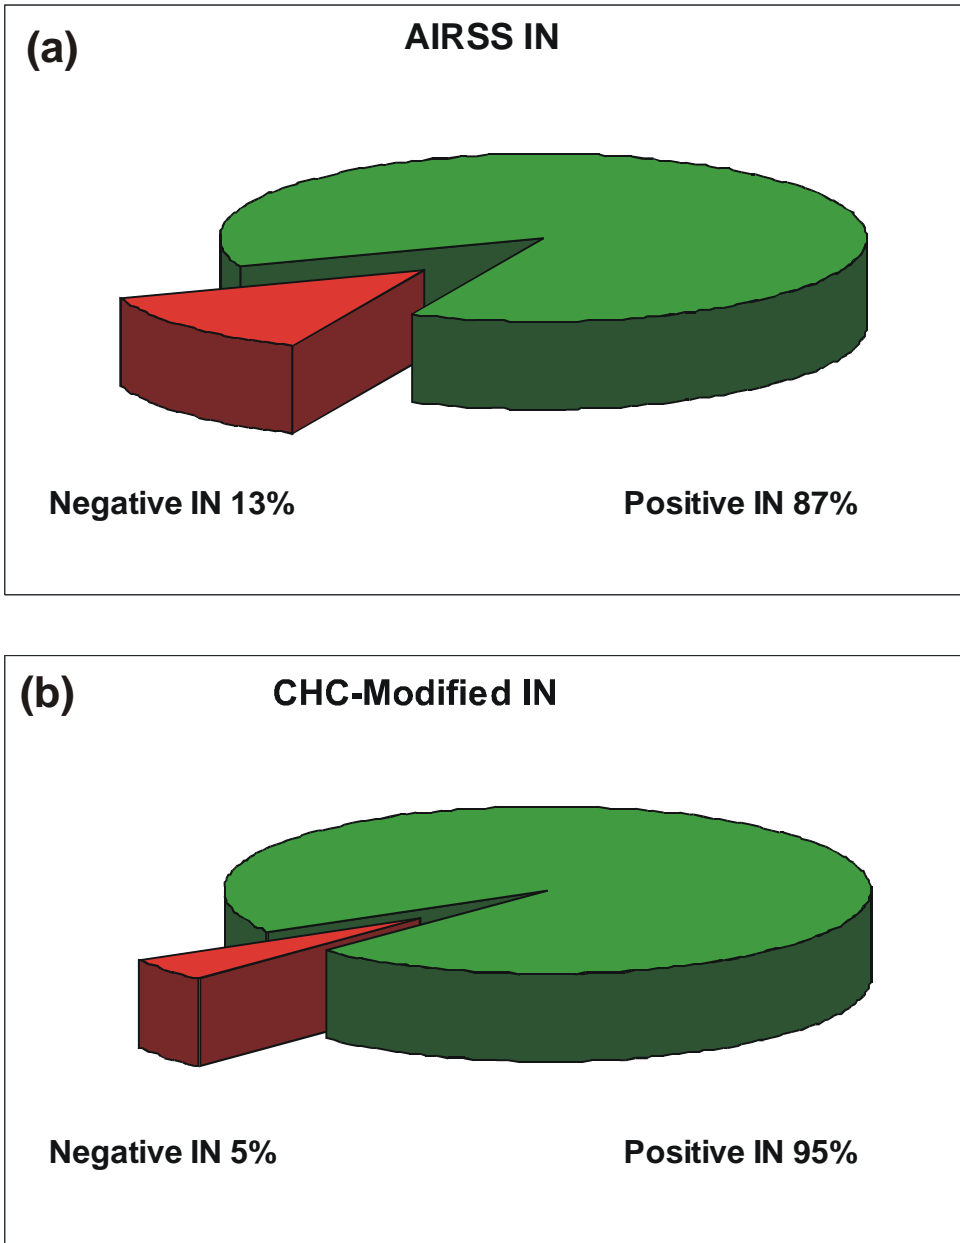 (a)
AIRSS IN
Negative IN 13%
Positive IN 87%
(b)
CHC-Modified IN
Negative IN 5%
Positive IN 95%